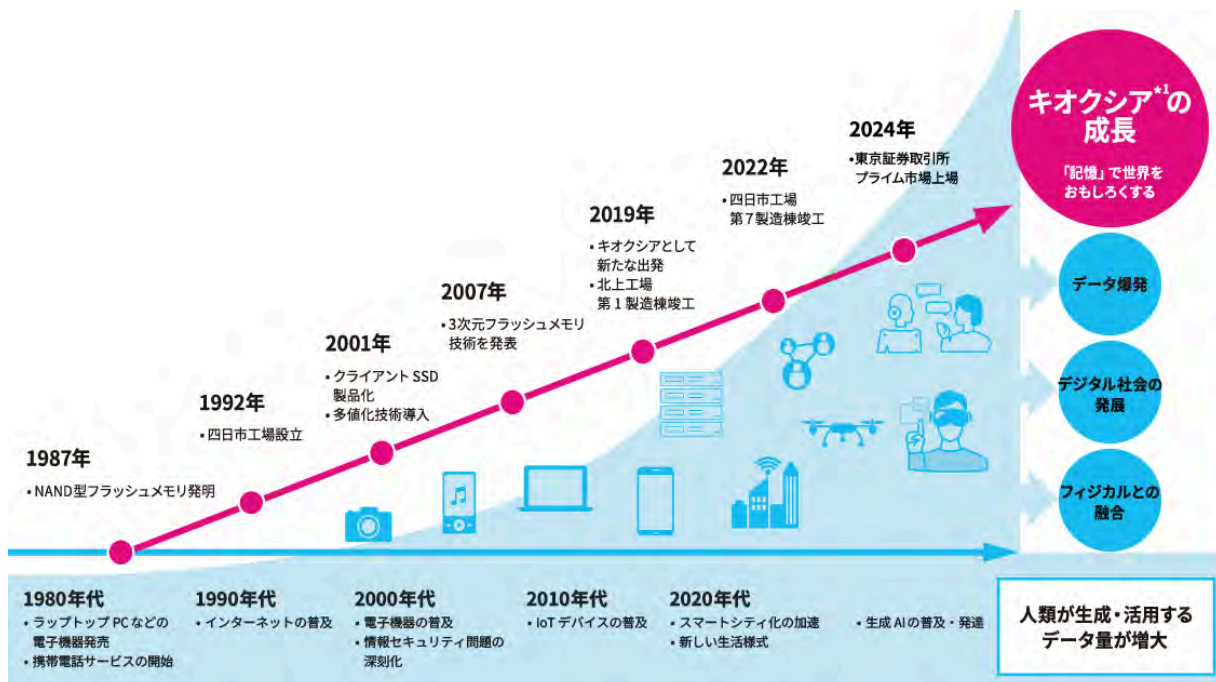 キオクシア*1の
成長
「記憶」で世界を
おもしろくする
2024年
•東京証券取引所
プライム市場上場
2022年
•四日市工場
第7製造棟竣工
2019年
•キオクシアとして
新たな出発
•北上工場
第1製造棟竣工
2007年
•3次元フラッシュメモリ
技術を発表
2001年
•クライアントSSD
製品化
•多値化技術導入
1992年
•四日市工場設立
1987年
•NAND型フラッシュメモリ発明
データ爆発
デジタル社会の
発展
フィジカルとの
融合
1980年代
•ラップトップPCなどの
電子機器発売
•携帯電話サービスの開始
1990年代
•インターネットの普及
2000年代
•電子機器の普及
•情報セキュリティ問題の
深刻化
2010年代
•IoTデバイスの普及
2020年代
•スマートシティ化の加速
•新しい生活様式
•生成AIの普及・発達
人類が生成・活用する
データ量が増大